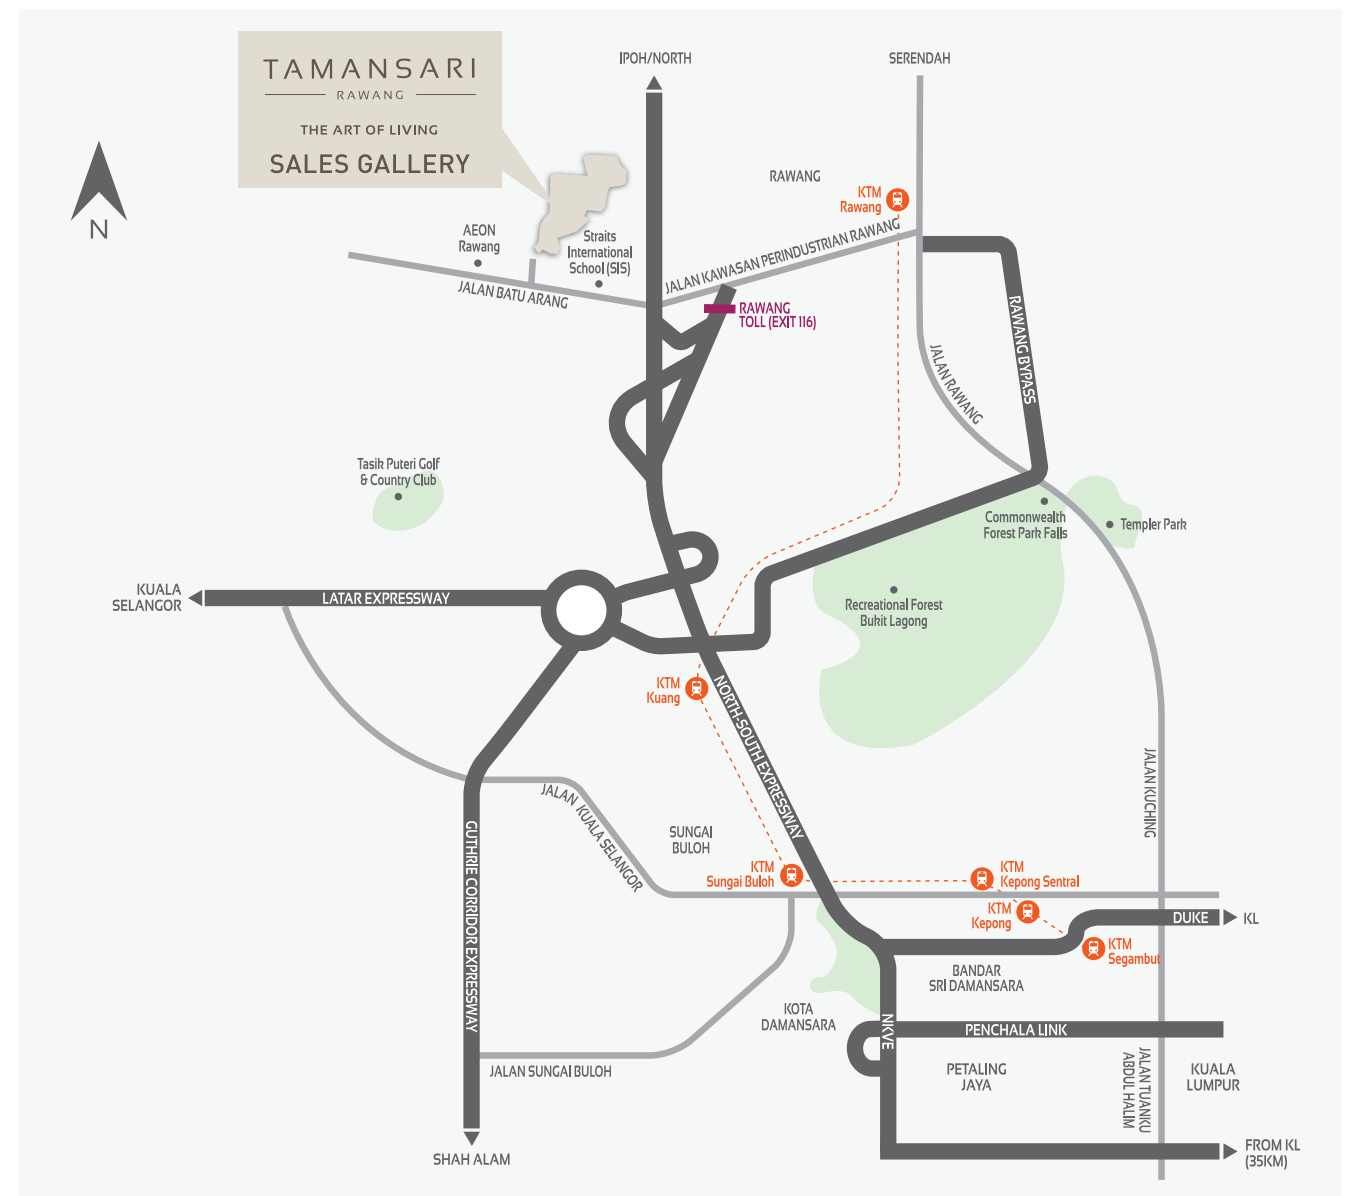 IPOH/NORTH
SERENDAH
TAMANSARI
RAWANG
THE ART OF LIVING
SALES GALLERY
N
RAWANG
KTM
Rawang
AEON
Rawang
Straits
International
School (SIS)
JALAN BATU ARANG
JALAN KAWASAN PERINDUSTRIAN RAWANG
RAWANG
TOLL (EXIT 116)
RAWANG BYPASS
JALAN RAWANG
Tasik Puteri Golf
& Country Club
Commonwealth
Forest Park Falls
Templer Park
KUALA
SELANGOR
LATAR EXPRESSWAY
Recreational Forest
Bukit Lagong
KTM
Kuang
NORTH-SOUTH EXPRESSWAY
JALAN KUCHING
JALAN KUALA SELANGOR
GUTHRIE CORRIDOR EXPRESSWAY
SUNGAI
BULOH
KTM
Sungai Buloh
KTM
Kepong Sentral
KTM
Kepong
DUKE
KL
KTM
Segambut
BANDAR
SRI DAMANSARA
KOTA
DAMANSARA
NKVE
PENCHALA LINK
JALAN SUNGAI BULOH
PETALING
JAYA
JALAN TUANKU
ABDUL HALIM
KUALA
LUMPUR
SHAH ALAM
FROM KL
(35KM)